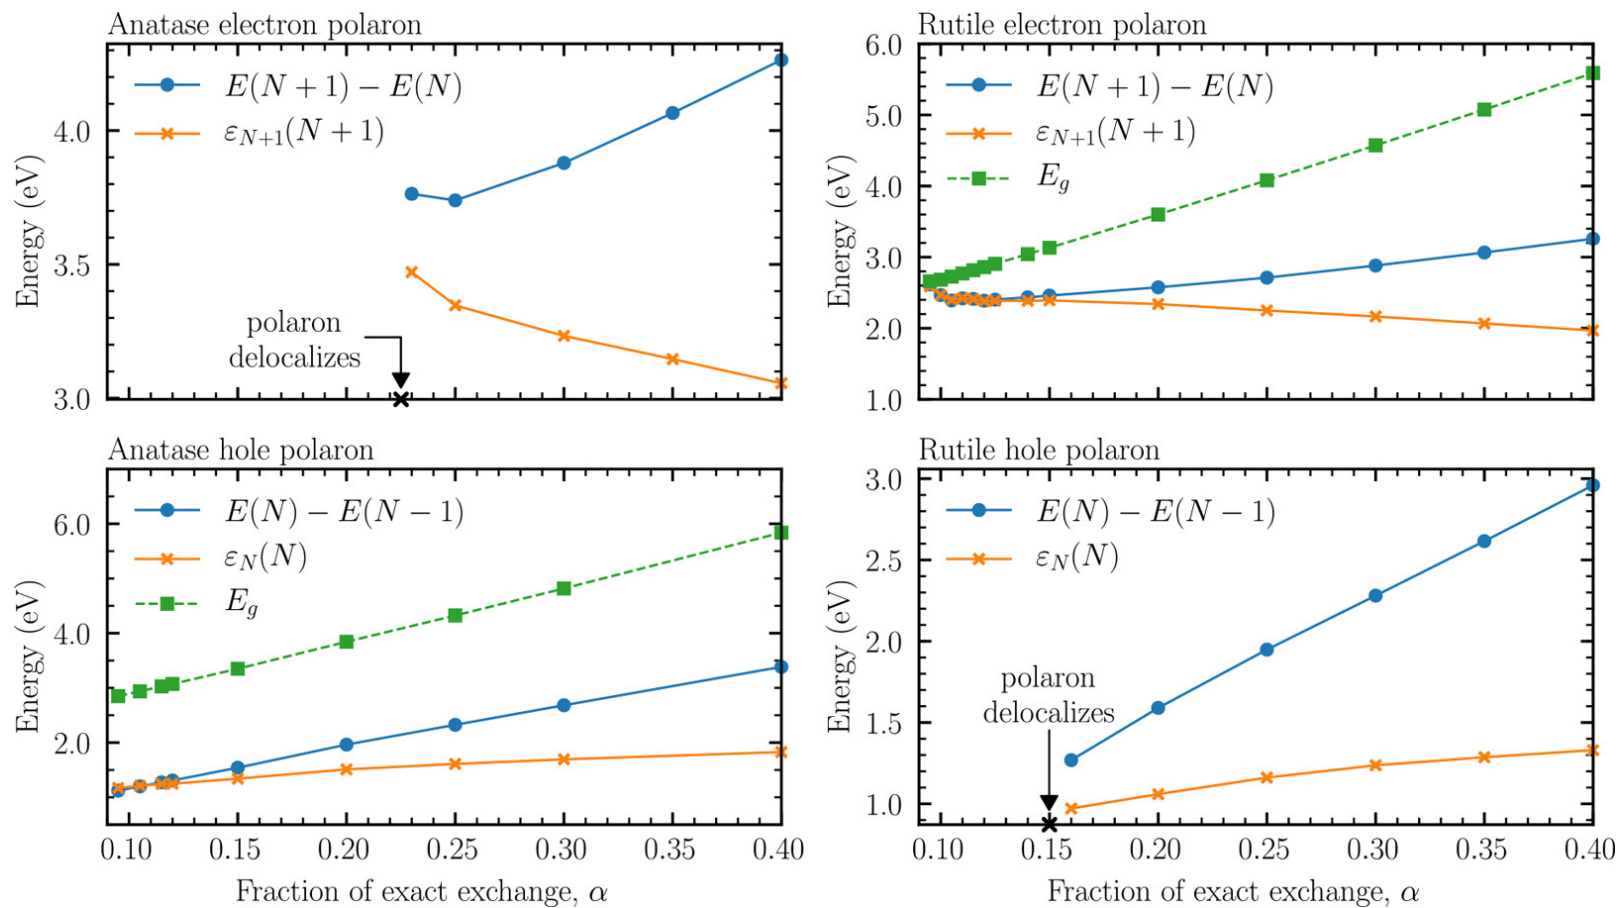 Anatase electron polaron
E(N + 1) − E(N)
ε_{N+1}(N + 1)
polaron
delocalizes
Energy (eV)
4.0
3.5
3.0
Rutile electron polaron
E(N + 1) − E(N)
ε_{N+1}(N + 1)
E_g
Energy (eV)
6.0
5.0
4.0
3.0
2.0
1.0
Anatase hole polaron
E(N) − E(N − 1)
ε_N(N)
E_g
Energy (eV)
6.0
4.0
2.0
0.10 0.15 0.20 0.25 0.30 0.35 0.40
Fraction of exact exchange, α
Rutile hole polaron
E(N) − E(N − 1)
ε_N(N)
polaron
delocalizes
Energy (eV)
3.0
2.5
2.0
1.5
1.0
0.10 0.15 0.20 0.25 0.30 0.35 0.40
Fraction of exact exchange, α